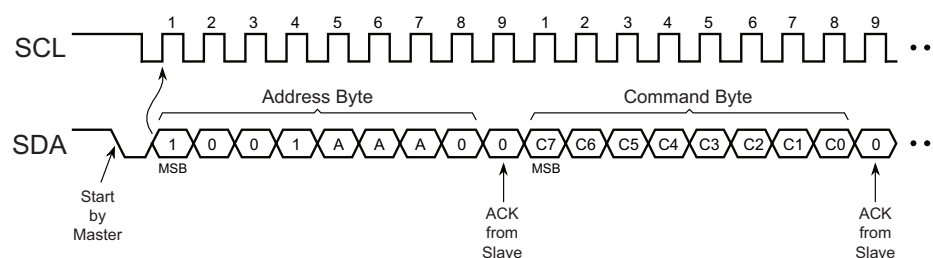 1 2 3 4 5 6 7 8 9 1 2 3 4 5 6 7 8 9
SCL
Address Byte Command Byte
SDA 1 0 0 1 A A A 0 0 C7 C6 C5 C4 C3 C2 C1 C0 0
MSB MSB
Start
by
Master
ACK
from
Slave
ACK
from
Slave